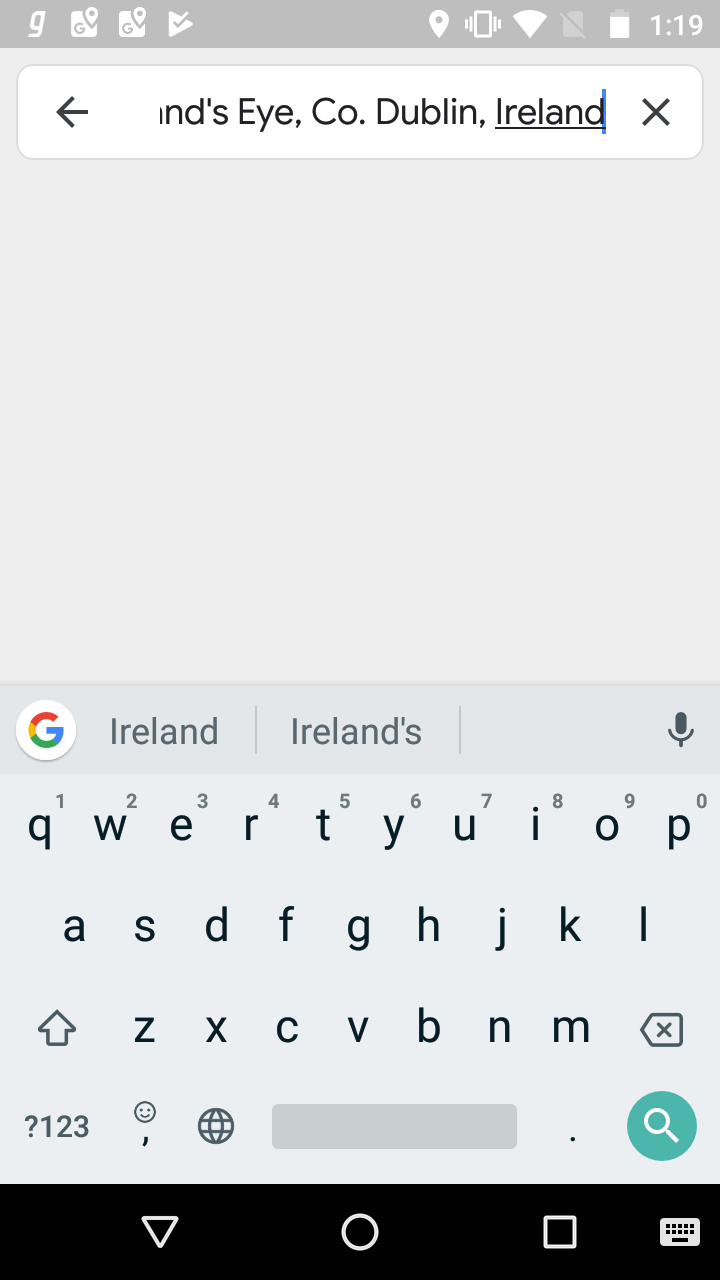 1:19
nd's Eye, Co. Dublin, Ireland
Ireland Ireland's
1 2 3 4 5 6 7 8 9 0
q w e r t y u i o p
a s d f g h j k l
z x c v b n m
?123 , .